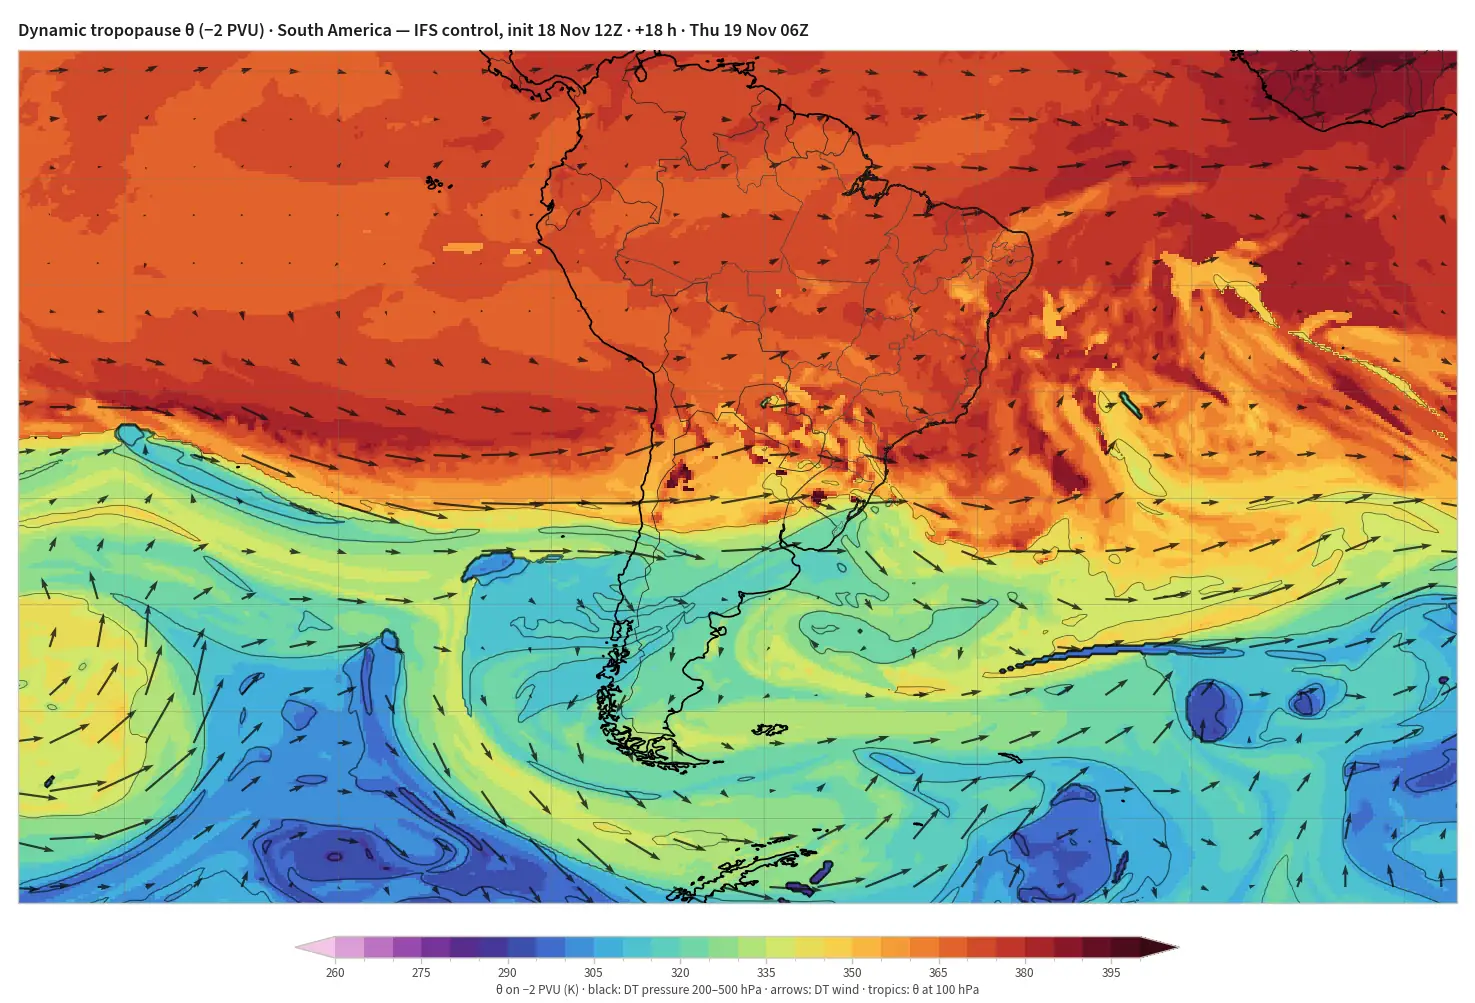 Dynamic tropopause θ (−2 PVU) · South America — IFS control, init 18 Nov 12Z · +18 h · Thu 19 Nov 06Z
260 275 290 305 320 335 350 365 380 395
θ on −2 PVU (K) · black: DT pressure 200–500 hPa · arrows: DT wind · tropics: θ at 100 hPa